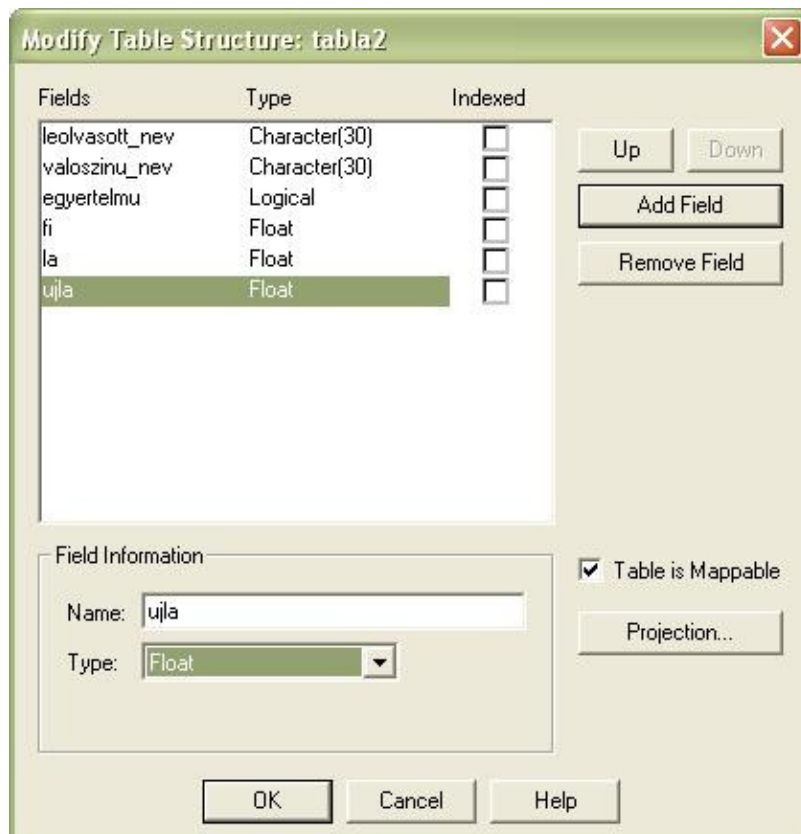 Modify Table Structure: tabla2
Fields Type Indexed
leolvasott_nev Character(30)
valoszinu_nev Character(30)
egyertelmu Logical
fi Float
la Float
ujla Float
Up Down
Add Field
Remove Field
Field Information
Name: ujla
Type: Float
Table is Mappable
Projection...
OK Cancel Help